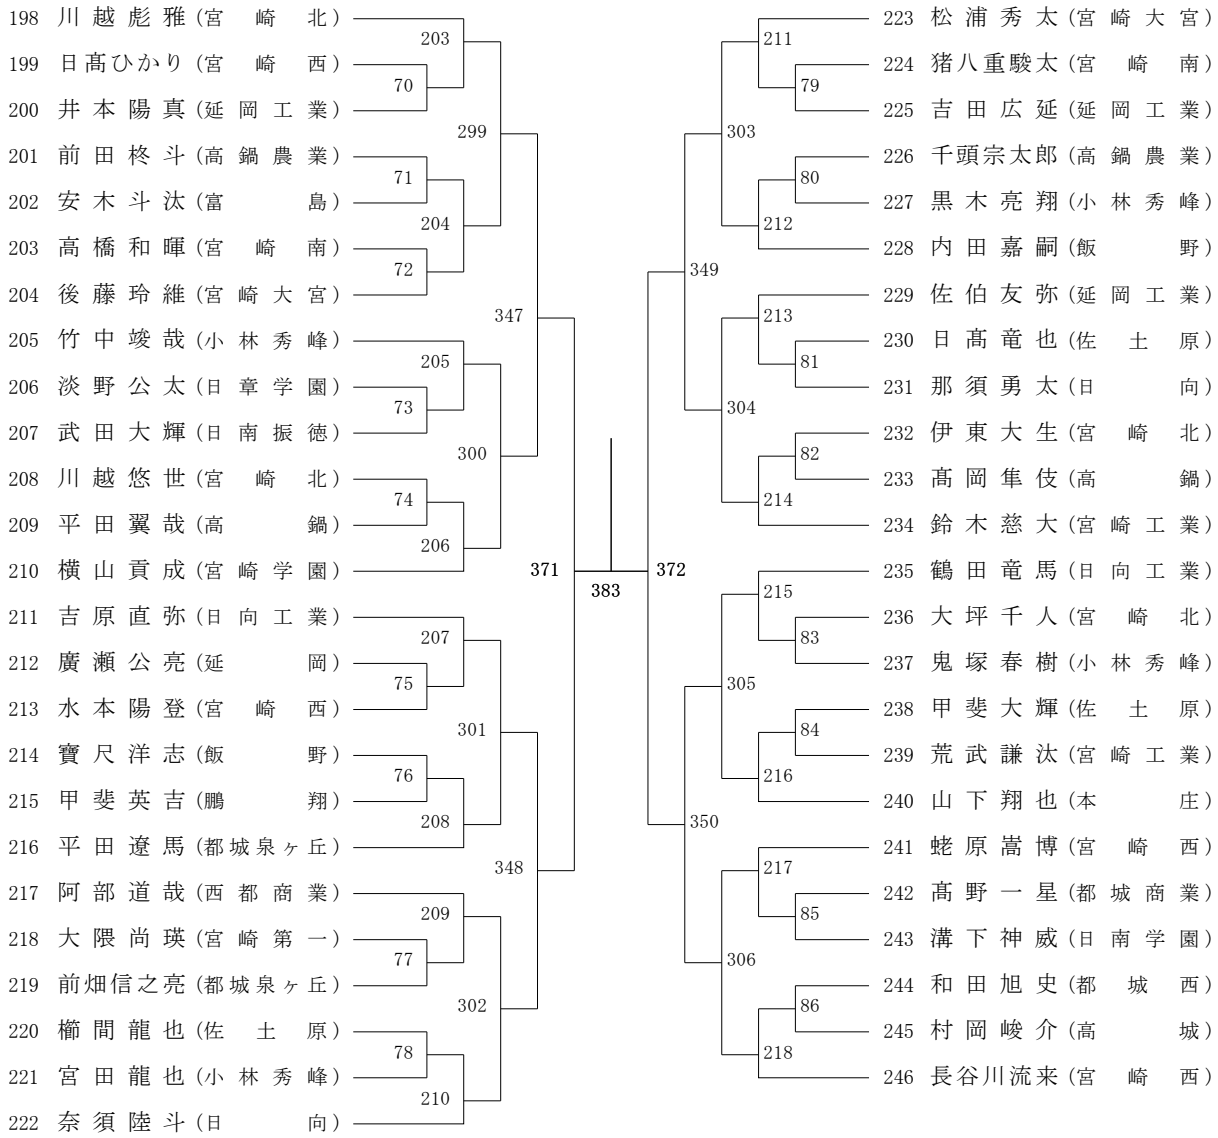 198 川越彪雅(宮崎北)
199 日髙ひかり(宮崎西)
200 井本陽真(延岡工業)
201 前田柊斗(高鍋農業)
202 安木斗汰(富島)
203 高橋和暉(宮崎南)
204 後藤玲維(宮崎大宮)
205 竹中竣哉(小林秀峰)
206 淡野公太(日章学園)
207 武田大輝(日南振徳)
208 川越悠世(宮崎北)
209 平田翼哉(高鍋)
210 横山貢成(宮崎学園)
211 吉原直弥(日向工業)
212 廣瀬公亮(延岡)
213 水本陽登(宮崎西)
214 寶尺洋志(飯野)
215 甲斐英吉(鵬翔)
216 平田遼馬(都城泉ヶ丘)
217 阿部道哉(西都商業)
218 大隈尚瑛(宮崎第一)
219 前畑信之亮(都城泉ヶ丘)
220 櫛間龍也(佐土原)
221 宮田龍也(小林秀峰)
222 奈須陸斗(日向)
203
70
299
71
204
72
347
205
73
300
74
206
371
207
75
301
76
208
348
209
77
302
78
210
383
372
211
79
303
80
212
349
213
81
304
82
214
215
83
305
84
216
350
217
85
306
86
218
223 松浦秀太(宮崎大宮)
224 猪八重駿太(宮崎南)
225 吉田広延(延岡工業)
226 千頭宗太郎(高鍋農業)
227 黒木亮翔(小林秀峰)
228 内田嘉嗣(飯野)
229 佐伯友弥(延岡工業)
230 日髙竜也(佐土原)
231 那須勇太(日向)
232 伊東大生(宮崎北)
233 髙岡隼伎(高鍋)
234 鈴木慈大(宮崎工業)
235 鶴田竜馬(日向工業)
236 大坪千人(宮崎北)
237 鬼塚春樹(小林秀峰)
238 甲斐大輝(佐土原)
239 荒武謙汰(宮崎工業)
240 山下翔也(本庄)
241 蛯原嵩博(宮崎西)
242 髙野一星(都城商業)
243 溝下神威(日南学園)
244 和田旭史(都城西)
245 村岡峻介(高城)
246 長谷川流来(宮崎西)